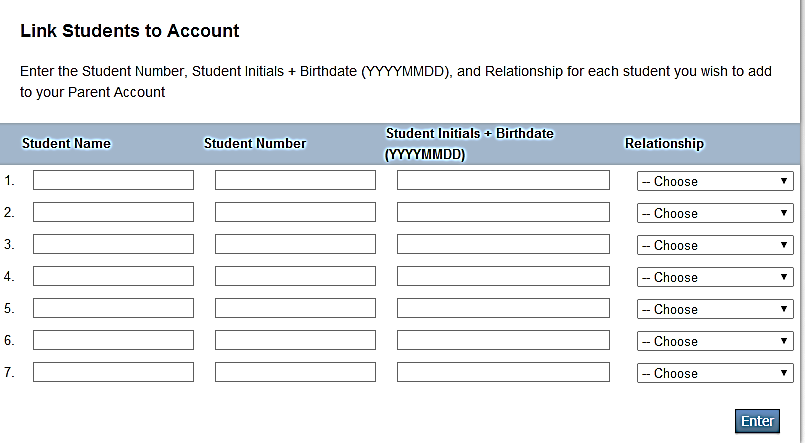 Link Students to Account
Enter the Student Number, Student Initials + Birthdate (YYYYMMDD), and Relationship for each student you wish to add
to your Parent Account
Student Name Student Number Student Initials + Birthdate (YYYYMMDD) Relationship
1. -- Choose
2. -- Choose
3. -- Choose
4. -- Choose
5. -- Choose
6. -- Choose
7. -- Choose
Enter